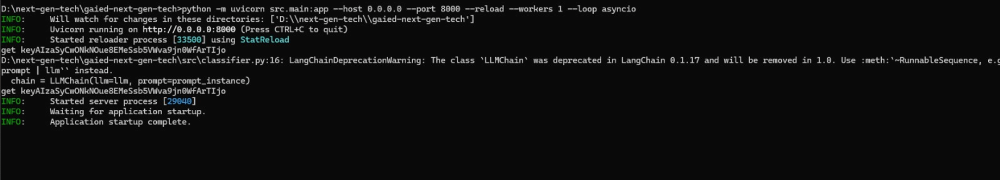 D:\next-gen-tech\gaied-next-gen-tech>python -m uvicorn src.main:app --host 0.0.0.0 --port 8000 --reload --workers 1 --loop asyncio
INFO:     Will watch for changes in these directories: ['D:\\next-gen-tech\\gaied-next-gen-tech']
INFO:     Uvicorn running on http://0.0.0.0:8000 (Press CTRL+C to quit)
INFO:     Started reloader process [33500] using StatReload
get keyAIzaSyCwONkNOue8EMeSsb5VWva9jn0WfArTIjo
D:\next-gen-tech\gaied-next-gen-tech\src\classifier.py:16: LangChainDeprecationWarning: The class `LLMChain` was deprecated in LangChain 0.1.17 and will be removed in 1.0. Use :meth:`~RunnableSequence, e.g
prompt | llm`` instead.
  chain = LLMChain(llm=llm, prompt=prompt_instance)
get keyAIzaSyCwONkNOue8EMeSsb5VWva9jn0WfArTIjo
INFO:     Started server process [29040]
INFO:     Waiting for application startup.
INFO:     Application startup complete.